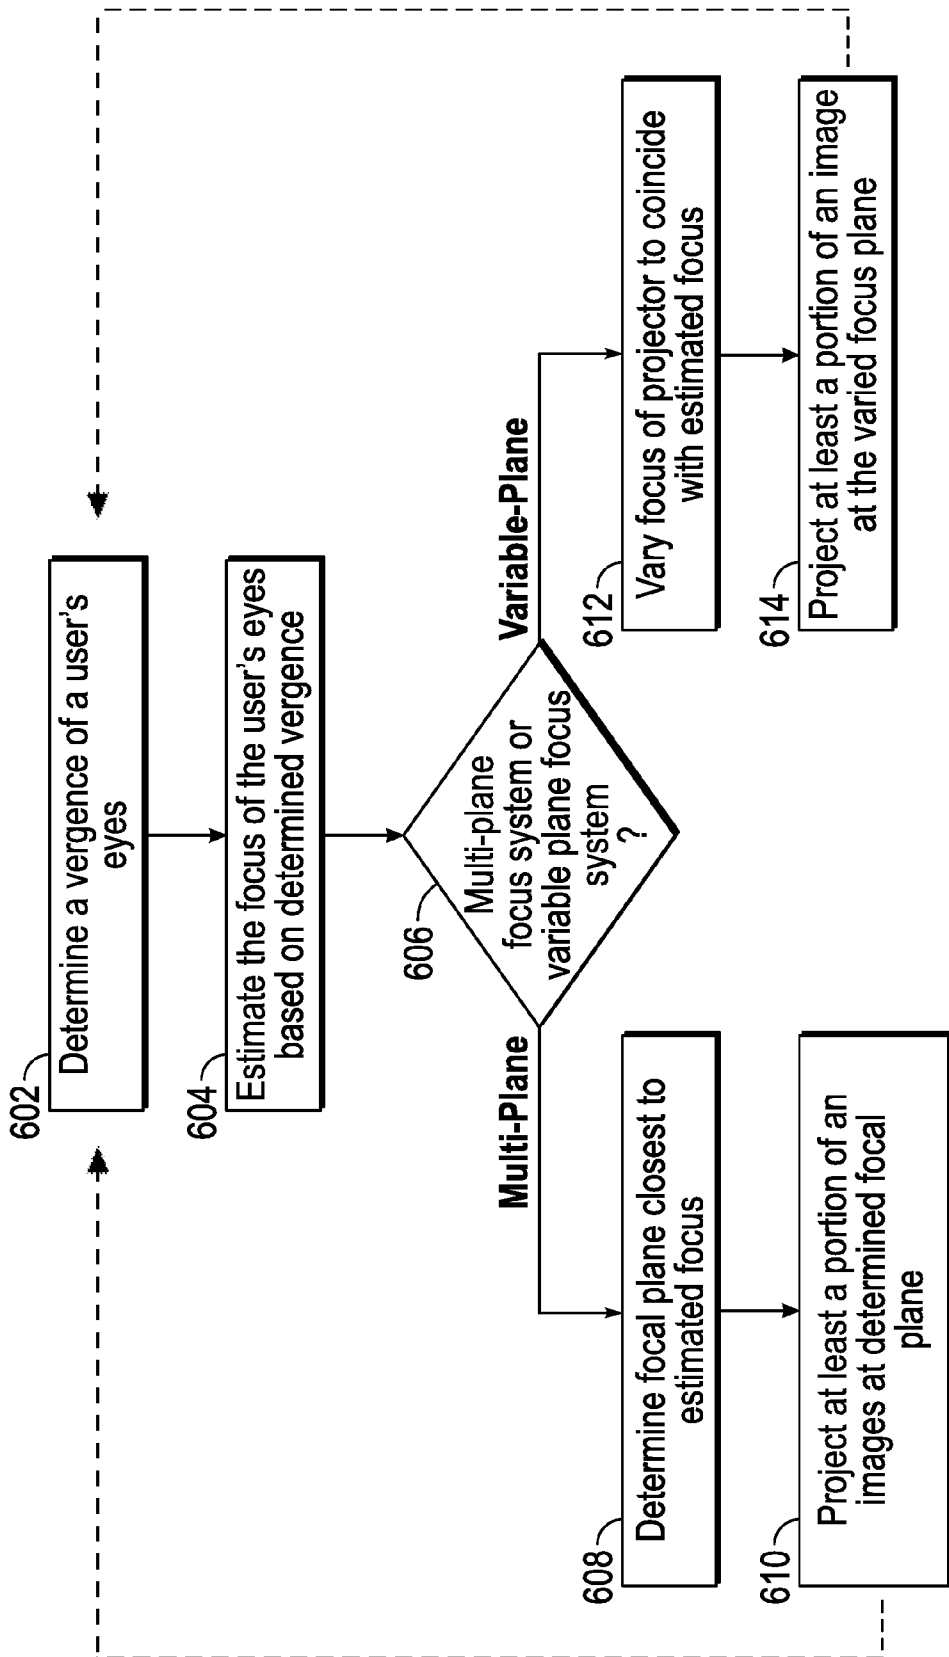 602
Determine a vergence of a user's
eyes
604
Estimate the focus of the user's eyes
based on determined vergence
606
Multi-plane
focus system or
variable plane focus
system
?
Multi-Plane
Variable-Plane
608
Determine focal plane closest to
estimated focus
610
Project at least a portion of an
images at determined focal
plane
612
Vary focus of projector to coincide
with estimated focus
614
Project at least a portion of an image
at the varied focus plane